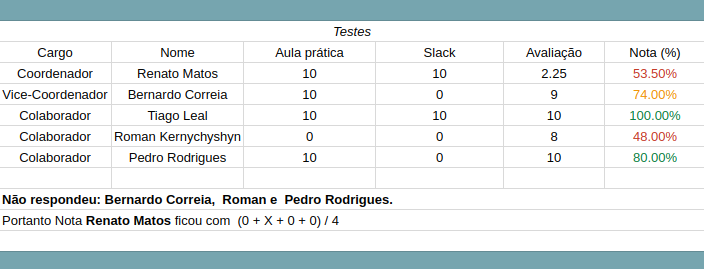 Testes
Cargo Nome Aula prática Slack Avaliação Nota (%)
Coordenador Renato Matos 10 10 2.25 53.50%
Vice-Coordenador Bernardo Correia 10 0 9 74.00%
Colaborador Tiago Leal 10 10 10 100.00%
Colaborador Roman Kernychyshyn 0 0 8 48.00%
Colaborador Pedro Rodrigues 10 0 10 80.00%
Não respondeu: Bernardo Correia, Roman e Pedro Rodrigues.
Portanto Nota Renato Matos ficou com (0 + X + 0 + 0) / 4